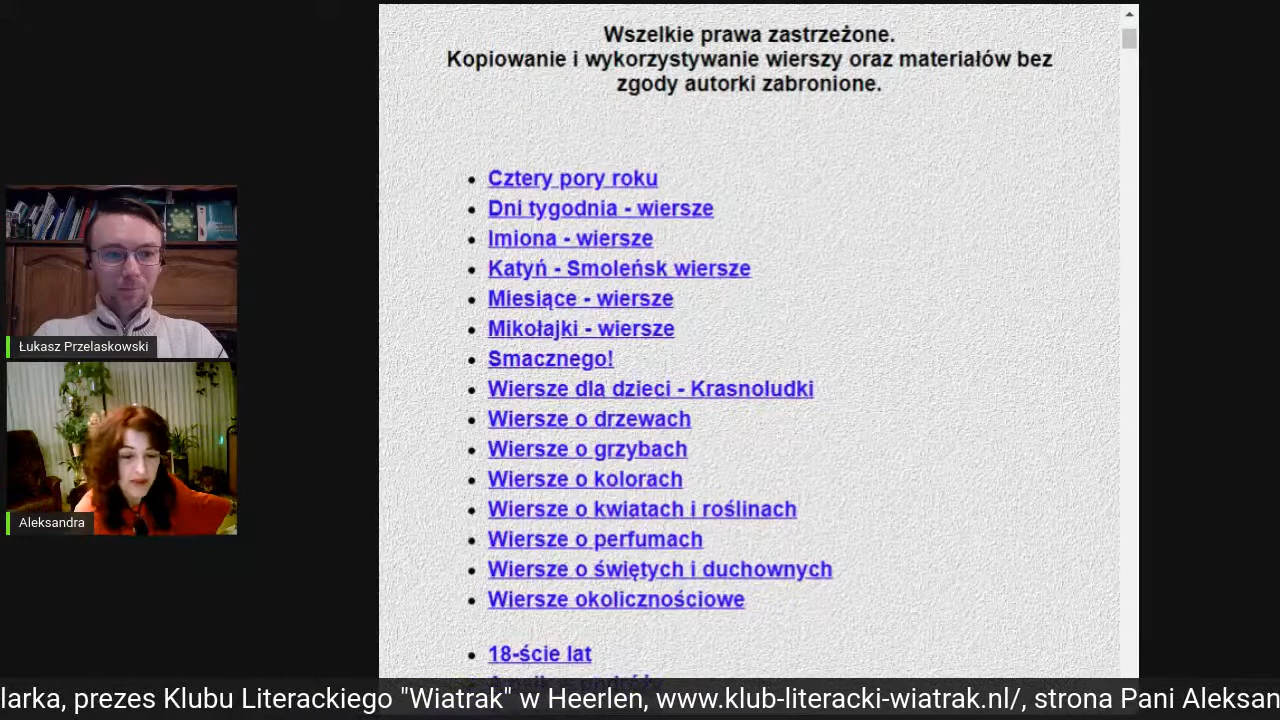 Wszelkie prawa zastrzeżone.
Kopiowanie i wykorzystywanie wierszy oraz materiałów bez
zgody autorki zabronione.
Cztery pory roku
Dni tygodnia - wiersze
Imiona - wiersze
Katyń - Smoleńsk wiersze
Miesiące - wiersze
Mikołajki - wiersze
Smacznego!
Wiersze dla dzieci - Krasnoludki
Wiersze o drzewach
Wiersze o grzybach
Wiersze o kolorach
Wiersze o kwiatach i roślinach
Wiersze o perfumach
Wiersze o świętych i duchownych
Wiersze okolicznościowe
18-ście lat
Łukasz Przelaskowski
Aleksandra
larka, prezes Klubu Literackiego "Wiatrak" w Heerlen, www.klub-literacki-wiatrak.nl/, strona Pani Aleksan